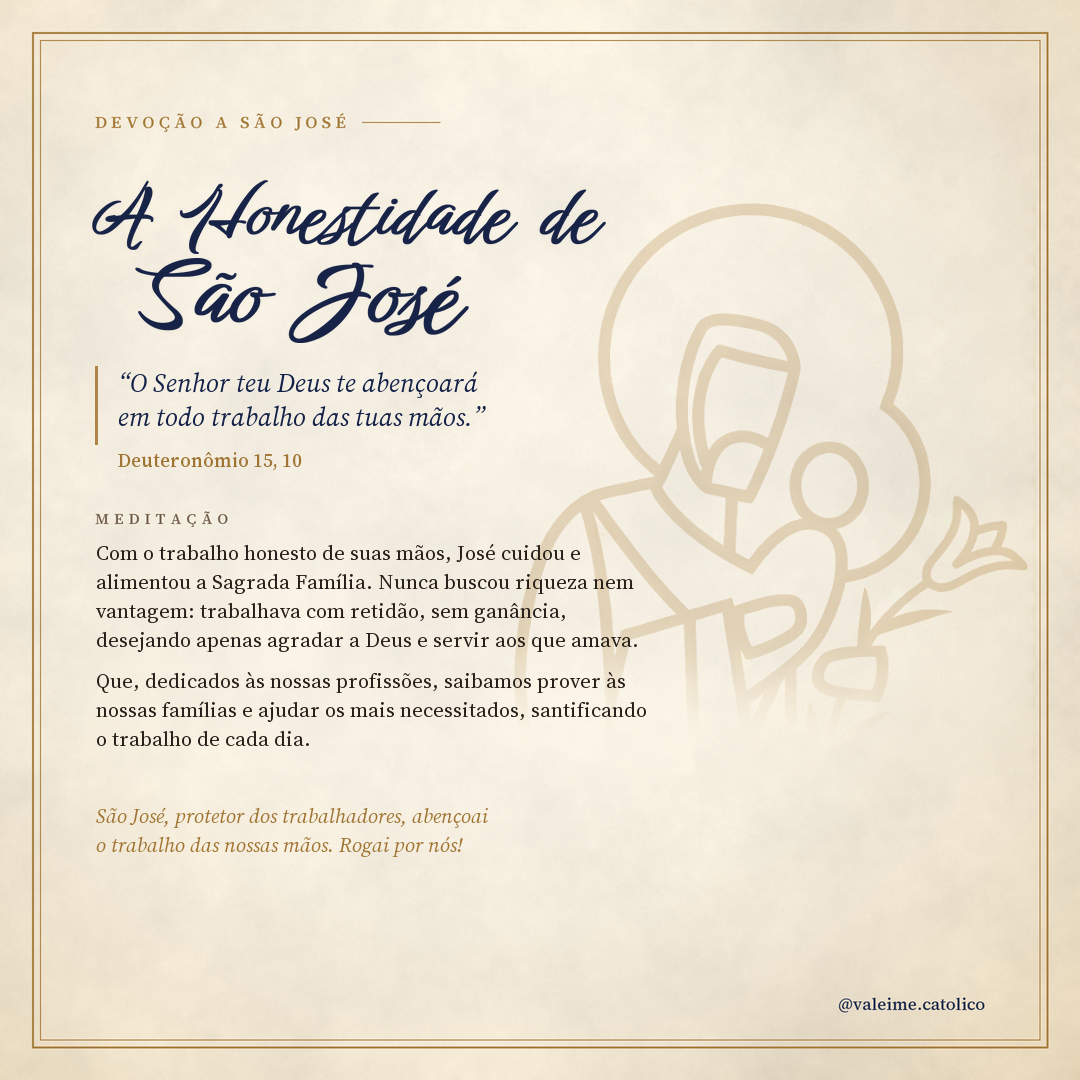 DEVOÇÃO A SÃO JOSÉ
A Honestidade de
São José
“O Senhor teu Deus te abençoará
em todo trabalho das tuas mãos.”
Deuteronômio 15, 10
MEDITAÇÃO
Com o trabalho honesto de suas mãos, José cuidou e
alimentou a Sagrada Família. Nunca buscou riqueza nem
vantagem: trabalhava com retidão, sem ganância,
desejando apenas agradar a Deus e servir aos que amava.
Que, dedicados às nossas profissões, saibamos prover às
nossas famílias e ajudar os mais necessitados, santificando
o trabalho de cada dia.
São José, protetor dos trabalhadores, abençoai
o trabalho das nossas mãos. Rogai por nós!
@valeime.catolico